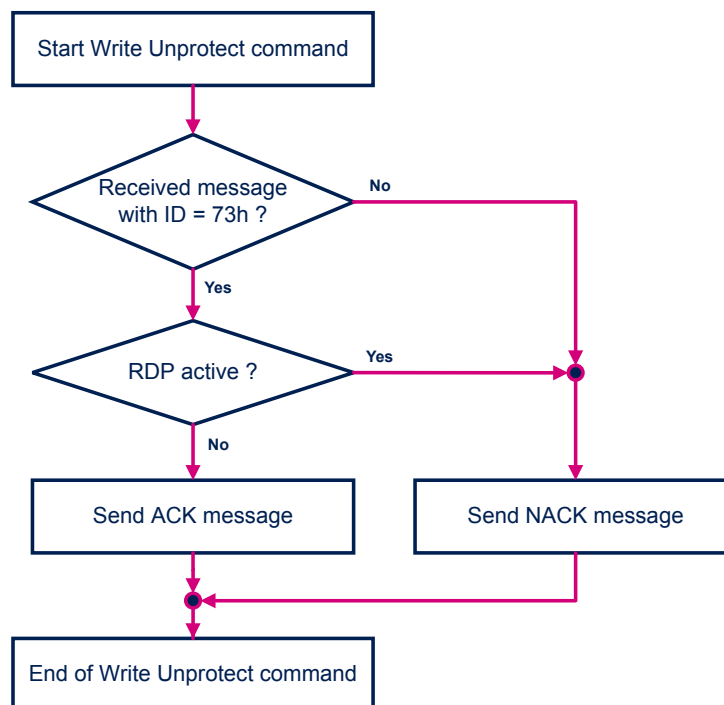 Start Write Unprotect command
Received message
with ID = 73h ?
No
Yes
RDP active ?
Yes
No
Send ACK message
Send NACK message
End of Write Unprotect command